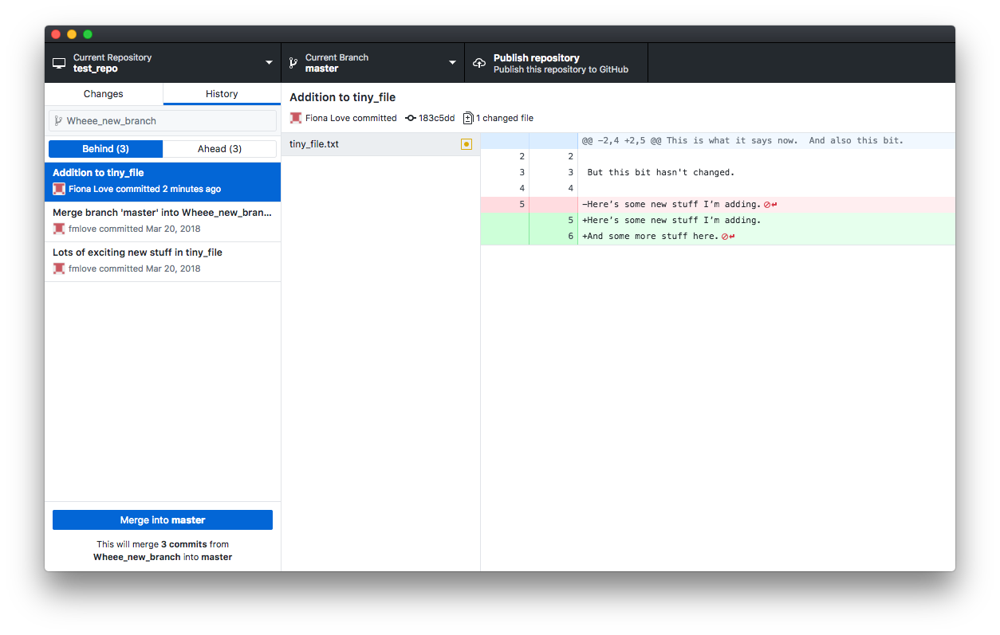 Current Repository
test_repo
Current Branch
master
Publish repository
Publish this repository to GitHub
Changes
History
Wheee_new_branch
Behind (3)
Ahead (3)
Addition to tiny_file
Fiona Love committed 2 minutes ago
Merge branch 'master' into Wheee_new_bran...
fmlove committed Mar 20, 2018
Lots of exciting new stuff in tiny_file
fmlove committed Mar 20, 2018
Merge into master
This will merge 3 commits from
Wheee_new_branch into master
Addition to tiny_file
Fiona Love committed 183c5dd 1 changed file
tiny_file.txt
@@ -2,4 +2,5 @@ This is what it says now.  And also this bit.
2 2
3 3 But this bit hasn't changed.
4 4
5 -Here’s some new stuff I’m adding.
5 +Here’s some new stuff I’m adding.
6 +And some more stuff here.